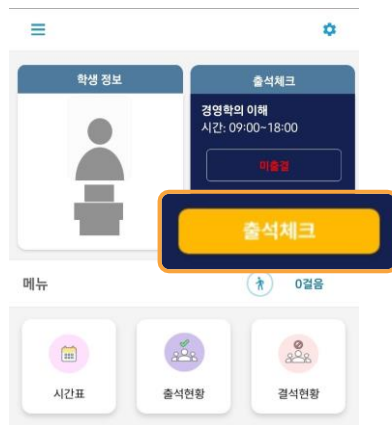 학생 정보
출석체크
경영학의 이해
시간: 09:00~18:00
미출결
출석체크
메뉴
0걸음
시간표
출석현황
결석현황